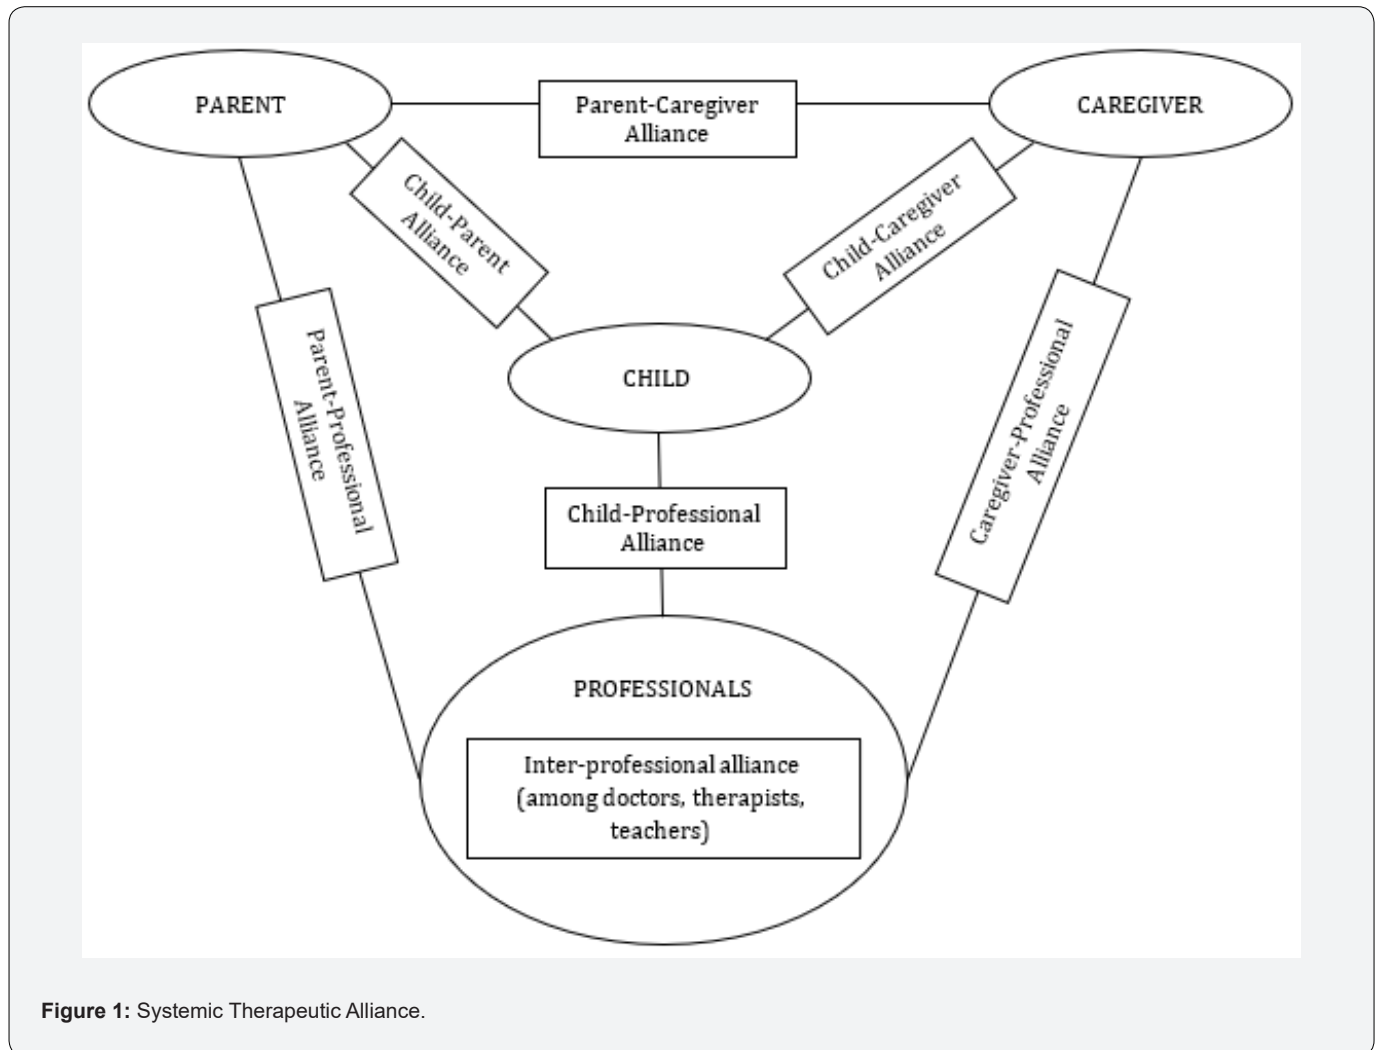 PARENT
Parent-Caregiver
Alliance
CAREGIVER
Child-Parent
Alliance
Child-Caregiver
Alliance
Parent-Professional
Alliance
CHILD
Caregiver-Professional
Alliance
Child-Professional
Alliance
PROFESSIONALS
Inter-professional alliance
(among doctors, therapists,
teachers)
Figure 1: Systemic Therapeutic Alliance.